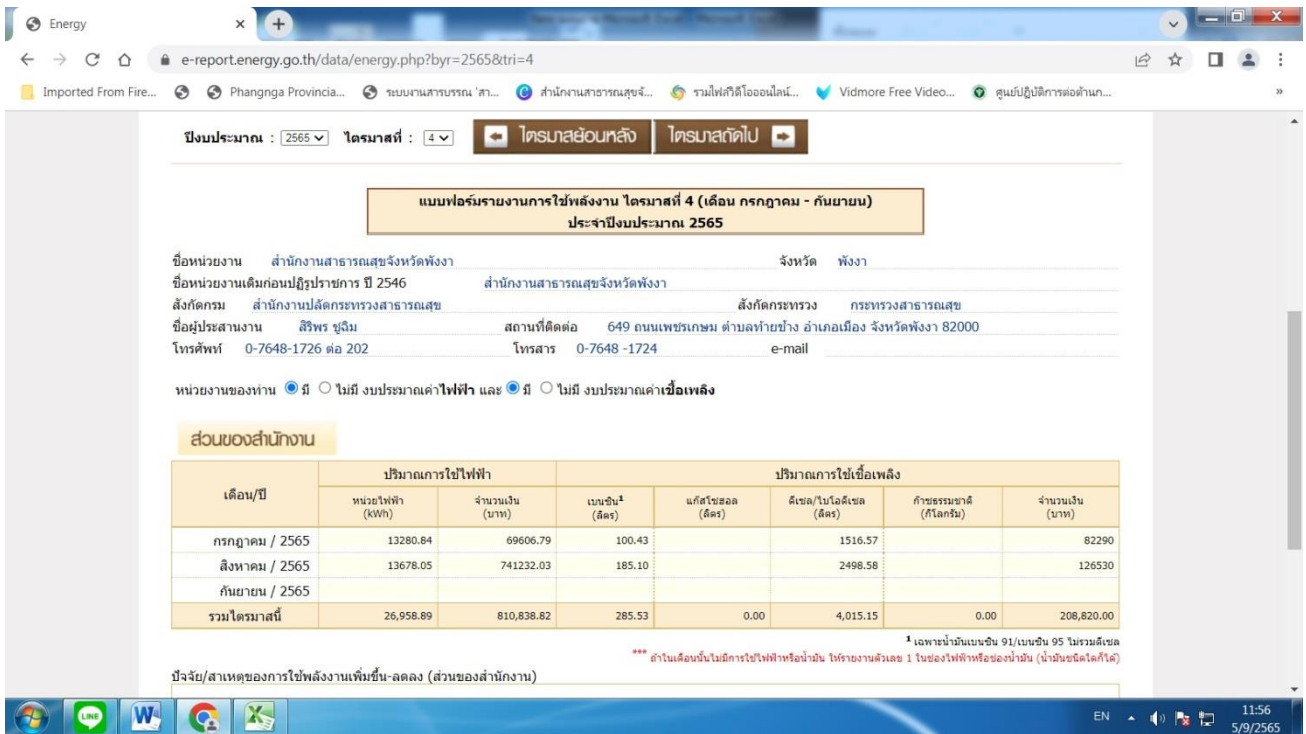 Energy
e-report.energy.go.th/data/energy.php?byr=2565&tri=4
Imported From Fire... Phangnga Provincia... ระบบงานสารบรรณ 'สา... สำนักงานสาธารณสุขจั... รวมไฟล์วิดีโอออนไลน์... Vidmore Free Video... ศูนย์ปฏิบัติการต่อต้านก... »
ปีงบประมาณ : 2565 ไตรมาสที่ : 4 ไตรมาสย้อนหลัง ไตรมาสถัดไป
แบบฟอร์มรายงานการใช้พลังงาน ไตรมาสที่ 4 (เดือน กรกฎาคม - กันยายน)
ประจำปีงบประมาณ 2565
ชื่อหน่วยงาน สำนักงานสาธารณสุขจังหวัดพังงา จังหวัด พังงา
ชื่อหน่วยงานเดิมก่อนปฏิรูปราชการ ปี 2546 สำนักงานสาธารณสุขจังหวัดพังงา
สังกัดกรม สำนักงานปลัดกระทรวงสาธารณสุข สังกัดกระทรวง กระทรวงสาธารณสุข
ชื่อผู้ประสานงาน สิริพร ชูฉิม สถานที่ติดต่อ 649 ถนนเพชรเกษม ตำบลท้ายช้าง อำเภอเมือง จังหวัดพังงา 82000
โทรศัพท์ 0-7648-1726 ต่อ 202 โทรสาร 0-7648 -1724 e-mail
หน่วยงานของท่าน มี ไม่มี งบประมาณค่าไฟฟ้า และ มี ไม่มี งบประมาณค่าเชื้อเพลิง
ส่วนของสำนักงาน
เดือน/ปี ปริมาณการใช้ไฟฟ้า ปริมาณการใช้เชื้อเพลิง
หน่วยไฟฟ้า จำนวนเงิน เบนซิน¹ แก๊สโซฮอล ดีเซล/ไบโอดีเซล ก๊าซธรรมชาติ จำนวนเงิน
(kWh) (บาท) (ลิตร) (ลิตร) (ลิตร) (กิโลกรัม) (บาท)
กรกฎาคม / 2565 13280.84 69606.79 100.43 1516.57 82290
สิงหาคม / 2565 13678.05 741232.03 185.10 2498.58 126530
กันยายน / 2565
รวมไตรมาสนี้ 26,958.89 810,838.82 285.53 0.00 4,015.15 0.00 208,820.00
¹ เฉพาะน้ำมันเบนซิน 91/เบนซิน 95 ไม่รวมดีเซล
*** ถ้าในเดือนนั้นไม่มีการใช้ไฟฟ้าหรือน้ำมัน ให้รายงานตัวเลข 1 ในช่องไฟฟ้าหรือช่องน้ำมัน (น้ำมันชนิดใดก็ได้)
ปัจจัย/สาเหตุของการใช้พลังงานเพิ่มขึ้น-ลดลง (ส่วนของสำนักงาน)
LINE W EN 11:56
5/9/2565